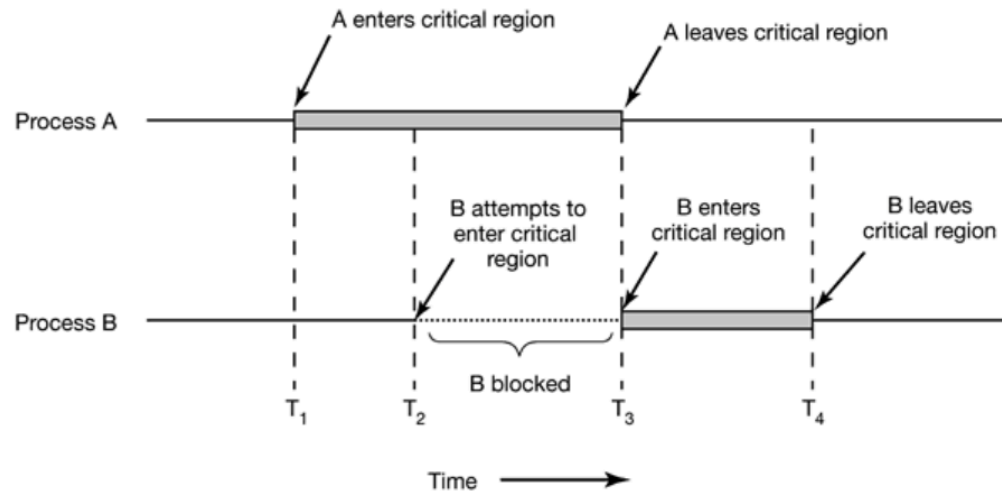 A enters critical region
A leaves critical region
Process A
B attempts to
enter critical
region
B enters
critical region
B leaves
critical region
Process B
B blocked
T₁
T₂
T₃
T₄
Time